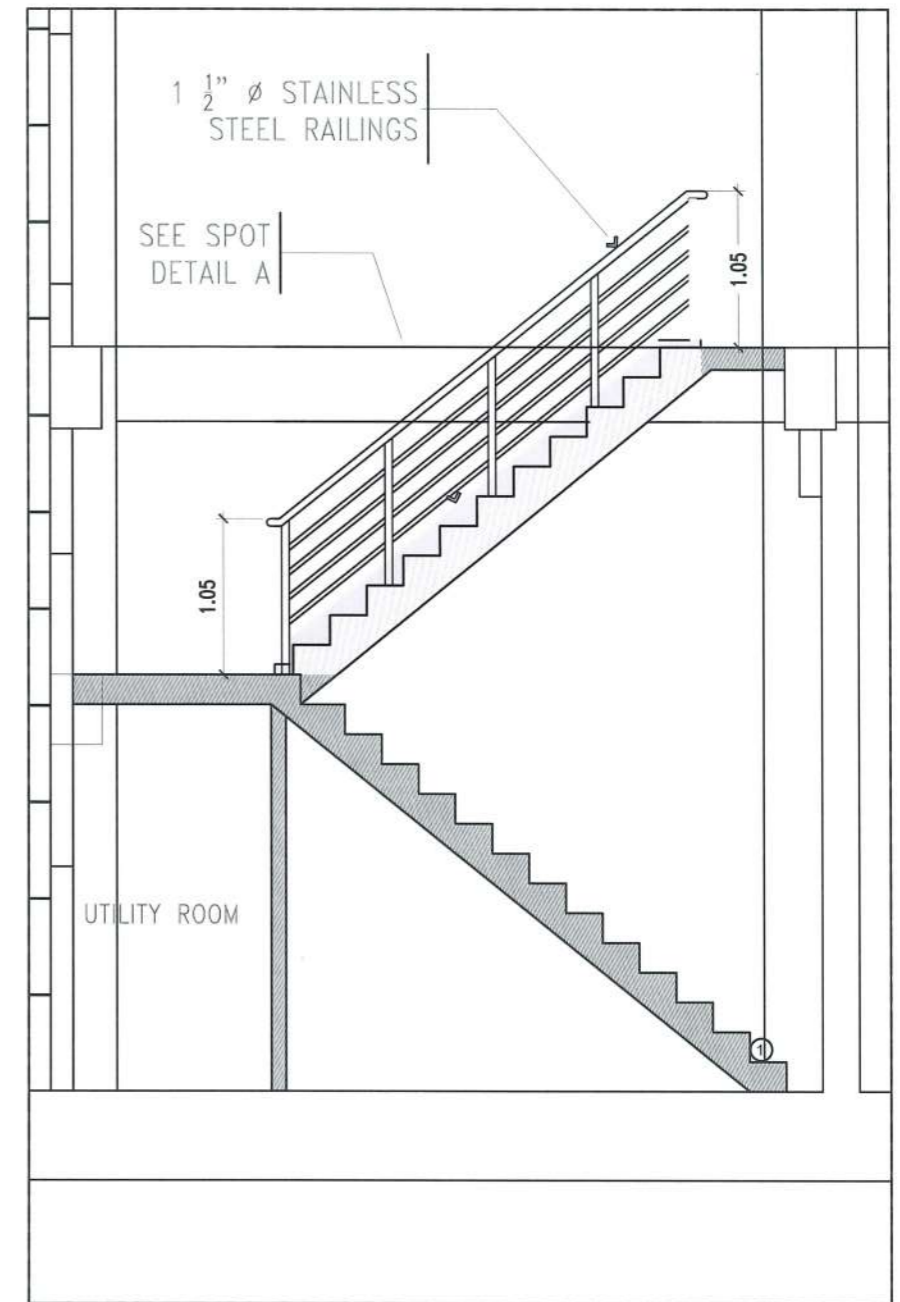 1 1/2" Ø STAINLESS
STEEL RAILINGS
SEE SPOT
DETAIL A
1.05
1.05
UTILITY ROOM
1